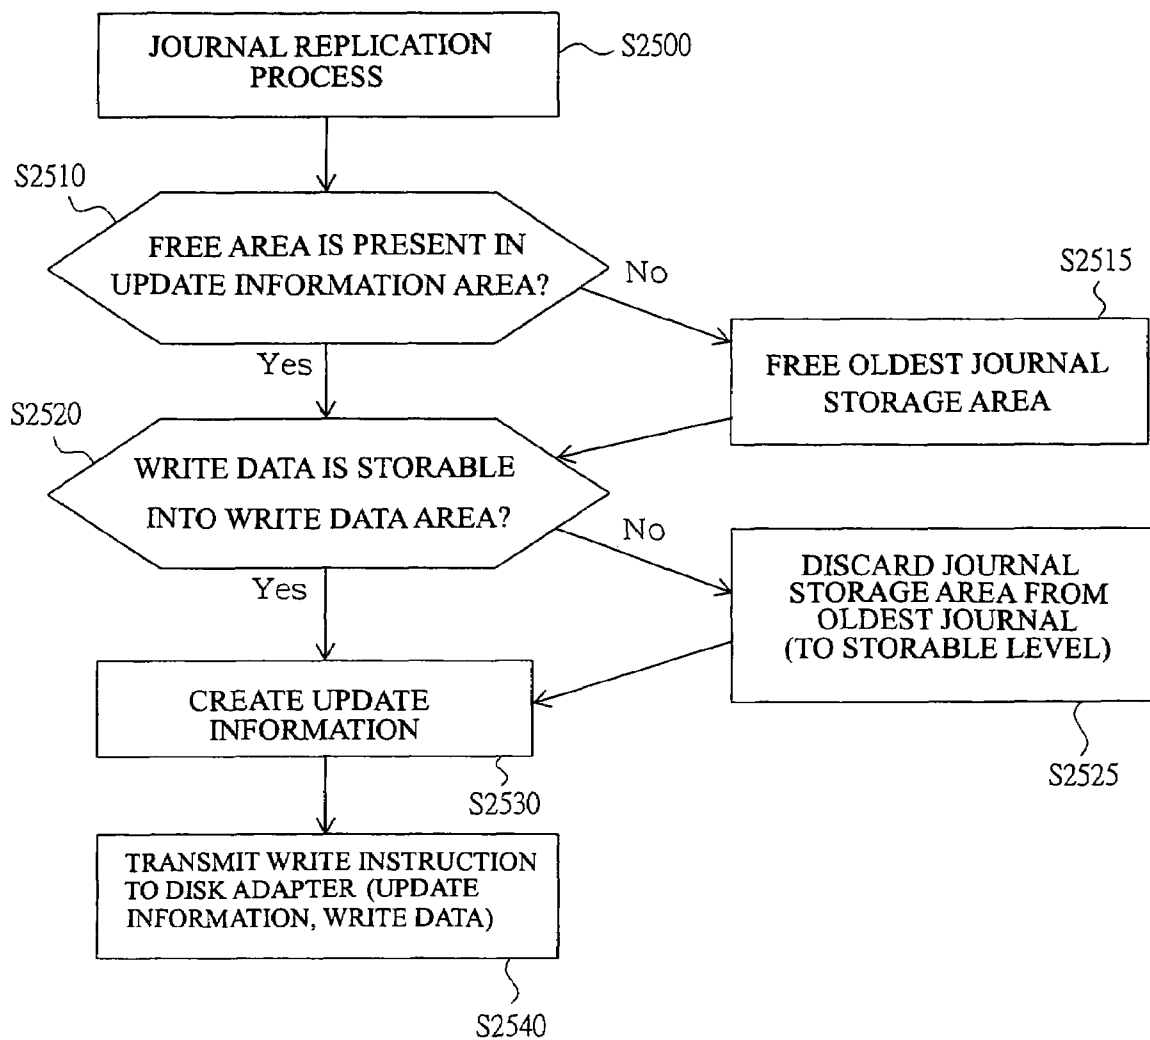 JOURNAL REPLICATION
PROCESS
S2500
S2510
FREE AREA IS PRESENT IN
UPDATE INFORMATION AREA?
No
S2515
Yes
FREE OLDEST JOURNAL
STORAGE AREA
S2520
WRITE DATA IS STORABLE
INTO WRITE DATA AREA?
No
Yes
DISCARD JOURNAL
STORAGE AREA FROM
OLDEST JOURNAL
(TO STORABLE LEVEL)
S2525
CREATE UPDATE
INFORMATION
S2530
TRANSMIT WRITE INSTRUCTION
TO DISK ADAPTER (UPDATE
INFORMATION, WRITE DATA)
S2540